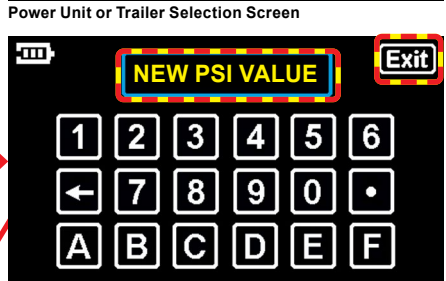 Power Unit or Trailer Selection Screen
NEW PSI VALUE Exit
1 2 3 4 5 6
← 7 8 9 0 •
A B C D E F